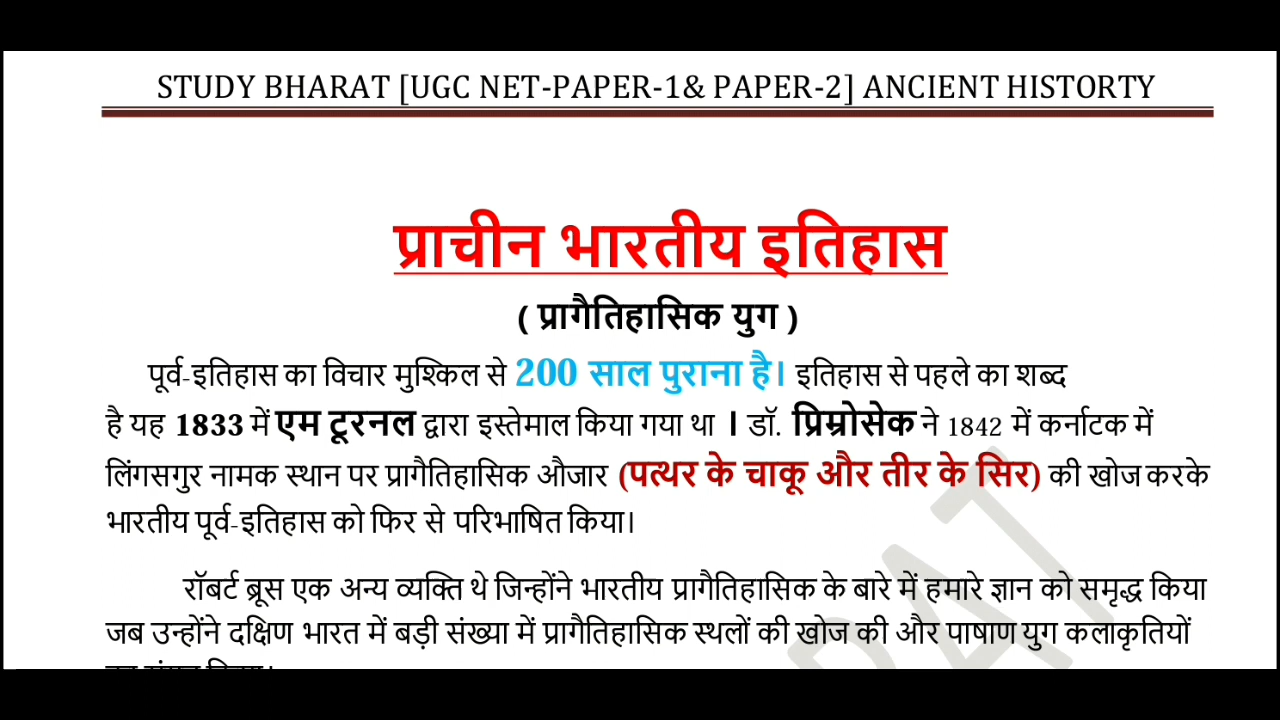 STUDY BHARAT [UGC NET-PAPER-1& PAPER-2] ANCIENT HISTORTY
प्राचीन भारतीय इतिहास
( प्रागैतिहासिक युग )
पूर्व-इतिहास का विचार मुश्किल से 200 साल पुराना है। इतिहास से पहले का शब्द
है यह 1833 में एम टूरनल द्वारा इस्तेमाल किया गया था । डॉ. प्रिम्रोसेक ने 1842 में कर्नाटक में
लिंगसगुर नामक स्थान पर प्रागैतिहासिक औजार (पत्थर के चाकू और तीर के सिर) की खोज करके
भारतीय पूर्व-इतिहास को फिर से परिभाषित किया।
रॉबर्ट ब्रूस एक अन्य व्यक्ति थे जिन्होंने भारतीय प्रागैतिहासिक के बारे में हमारे ज्ञान को समृद्ध किया
जब उन्होंने दक्षिण भारत में बड़ी संख्या में प्रागैतिहासिक स्थलों की खोज की और पाषाण युग कलाकृतियों